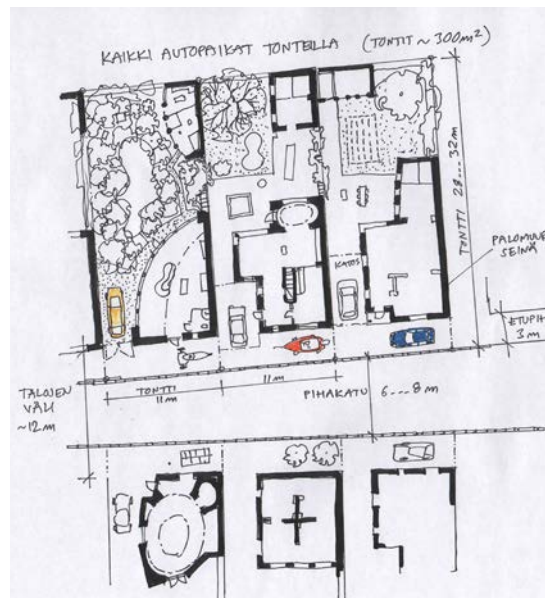 KAIKKI AUTOPAIKAT TONTEILLA (TONTIT ~ 300m²)
TONTTI 28...32m
PALOMUURI
SEINÄ
KATOS
ETUPIHA
3 m
TALOJEN
VÄLI
~12m
TONTTI
11m
11m
PIHAKATU 6...8m